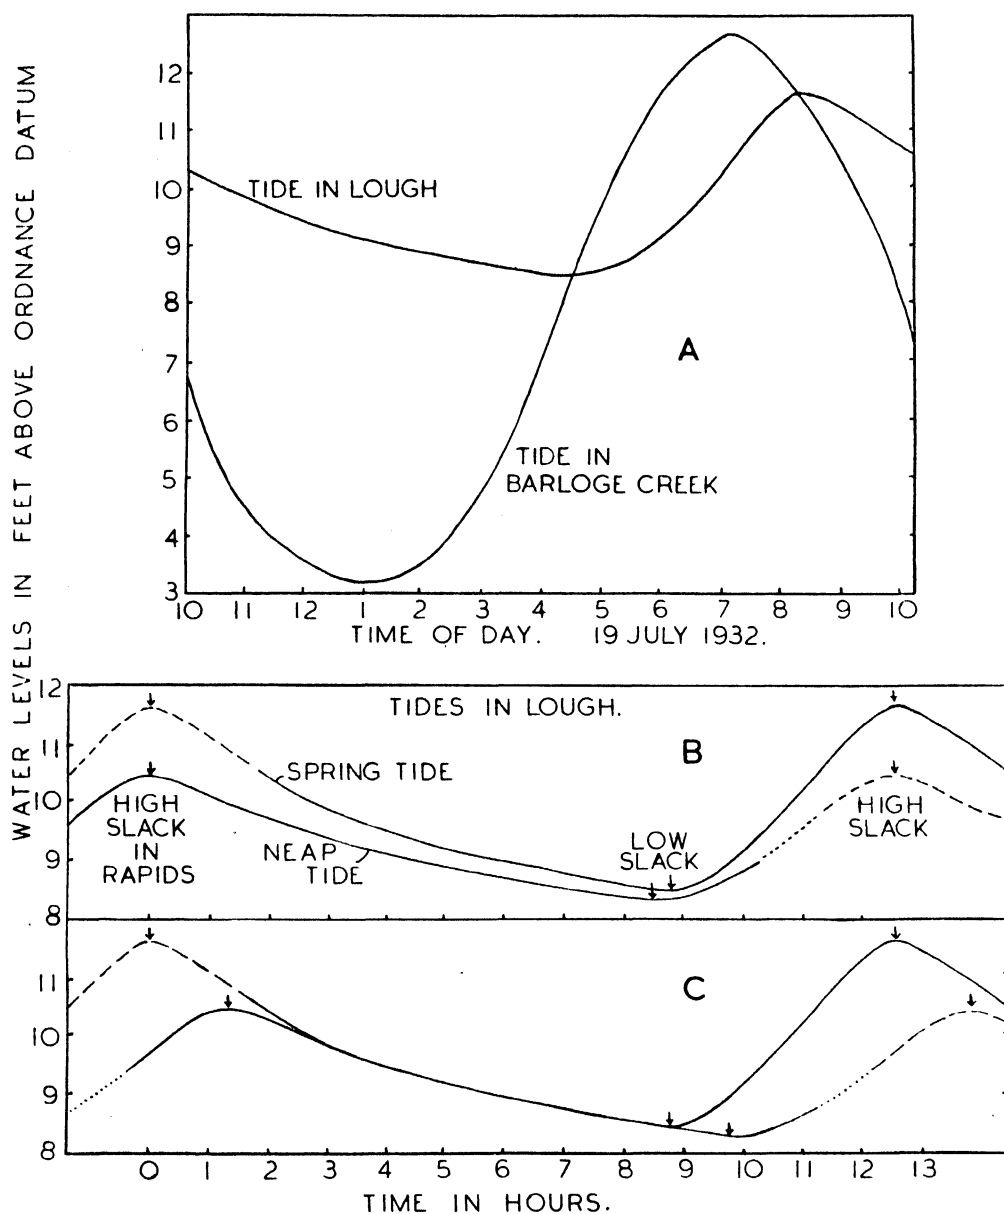 WATER LEVELS IN FEET ABOVE ORDNANCE DATUM
12
11
10
9
8
7
6
5
4
3
TIDE IN LOUGH
A
TIDE IN
BARLOGE CREEK
10 11 12 1 2 3 4 5 6 7 8 9 10
TIME OF DAY. 19 JULY 1932.
12
11
10
9
8
TIDES IN LOUGH.
B
SPRING TIDE
HIGH
SLACK
IN
RAPIDS
NEAP
TIDE
LOW
SLACK
HIGH
SLACK
11
10
9
8
C
0 1 2 3 4 5 6 7 8 9 10 11 12 13
TIME IN HOURS.